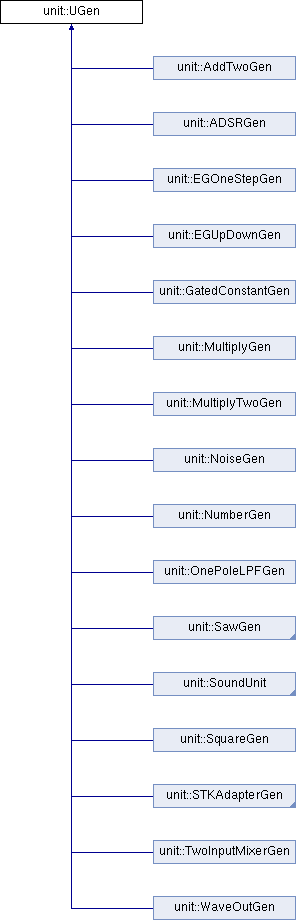 unit::UGen
unit::AddTwoGen
unit::ADSRGen
unit::EGOneStepGen
unit::EGUpDownGen
unit::GatedConstantGen
unit::MultiplyGen
unit::MultiplyTwoGen
unit::NoiseGen
unit::NumberGen
unit::OnePoleLPFGen
unit::SawGen
unit::SoundUnit
unit::SquareGen
unit::STKAdapterGen
unit::TwoInputMixerGen
unit::WaveOutGen